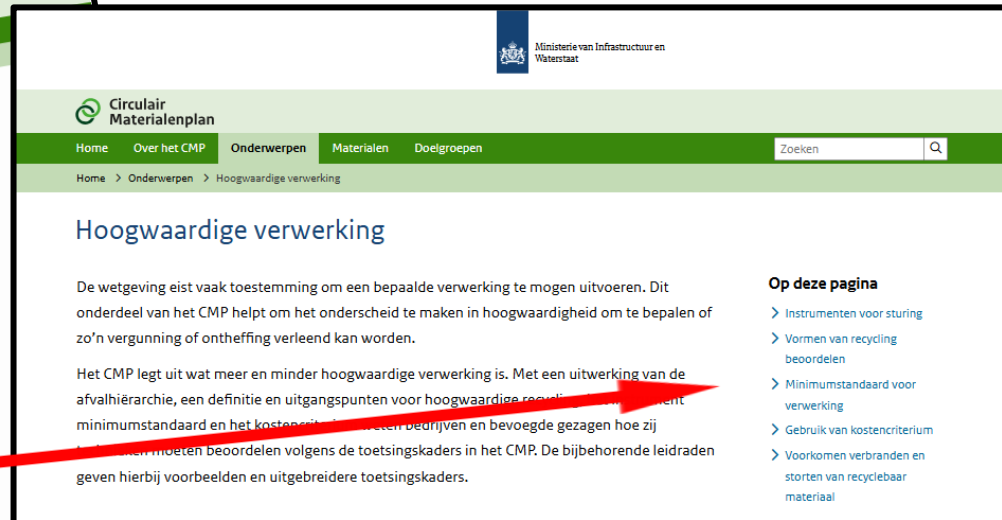 Ministerie van Infrastructuur en
Waterstaat
Circulair
Materialenplan
Home Over het CMP Onderwerpen Materialen Doelgroepen Zoeken
Home > Onderwerpen > Hoogwaardige verwerking
Hoogwaardige verwerking
De wetgeving eist vaak toestemming om een bepaalde verwerking te mogen uitvoeren. Dit
onderdeel van het CMP helpt om het onderscheid te maken in hoogwaardigheid om te bepalen of
zo’n vergunning of ontheffing verleend kan worden.
Het CMP legt uit wat meer en minder hoogwaardige verwerking is. Met een uitwerking van de
afvalhiërarchie, een definitie en uitgangspunten voor hoogwaardige
minimumstandaard en het bedrijven en bevoegde gezagen hoe zij
moeten beoordelen volgens de toetsingskaders in het CMP. De bijbehorende leidraden
geven hierbij voorbeelden en uitgebreidere toetsingskaders.
Op deze pagina
> Instrumenten voor sturing
> Vormen van recycling
beoordelen
> Minimumstandaard voor
verwerking
> Gebruik van kostencriterium
> Voorkomen verbranden en
storten van recyclebaar
materiaal